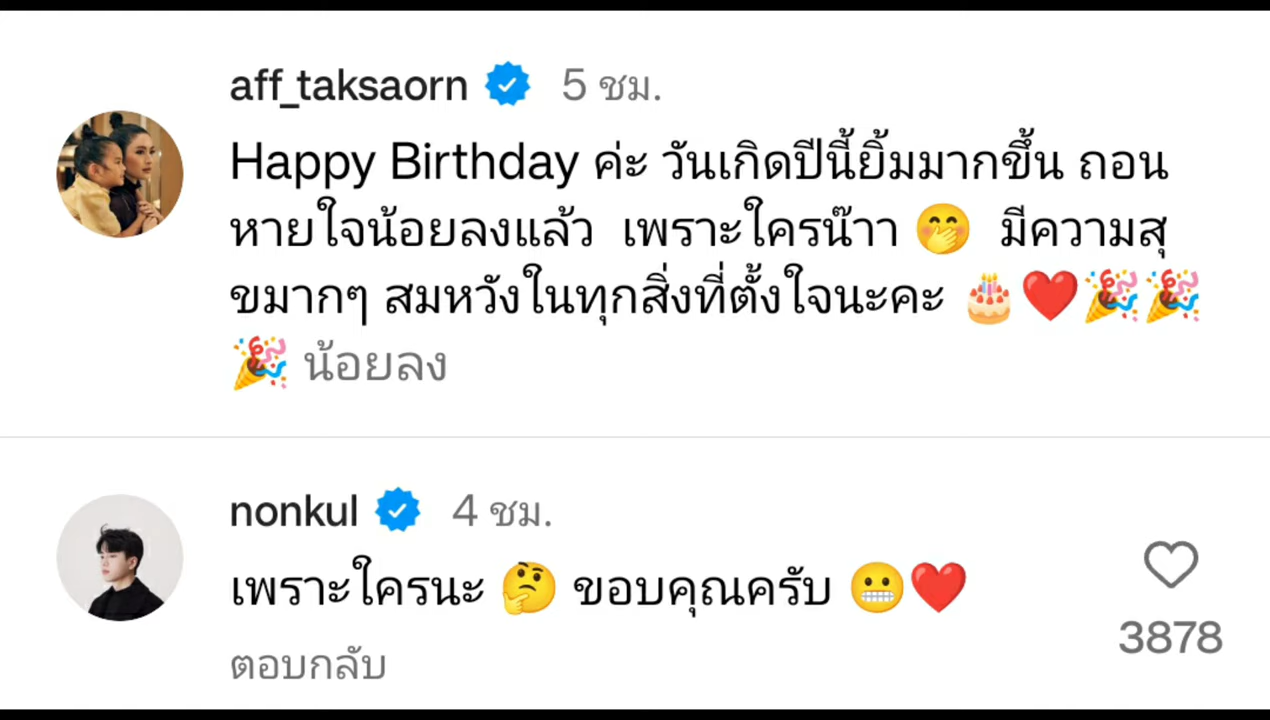 aff_taksaorn 5 ชม.
Happy Birthday ค่ะ วันเกิดปีนี้ยิ้มมากขึ้น ถอน
หายใจน้อยลงแล้ว เพราะใครน๊าา 🤭 มีความสุ
ขมากๆ สมหวังในทุกสิ่งที่ตั้งใจนะคะ 🎂❤️🎉🎉
🎉 น้อยลง
nonkul 4 ชม.
เพราะใครนะ 🤔 ขอบคุณครับ 😬❤️
3878
ตอบกลับ